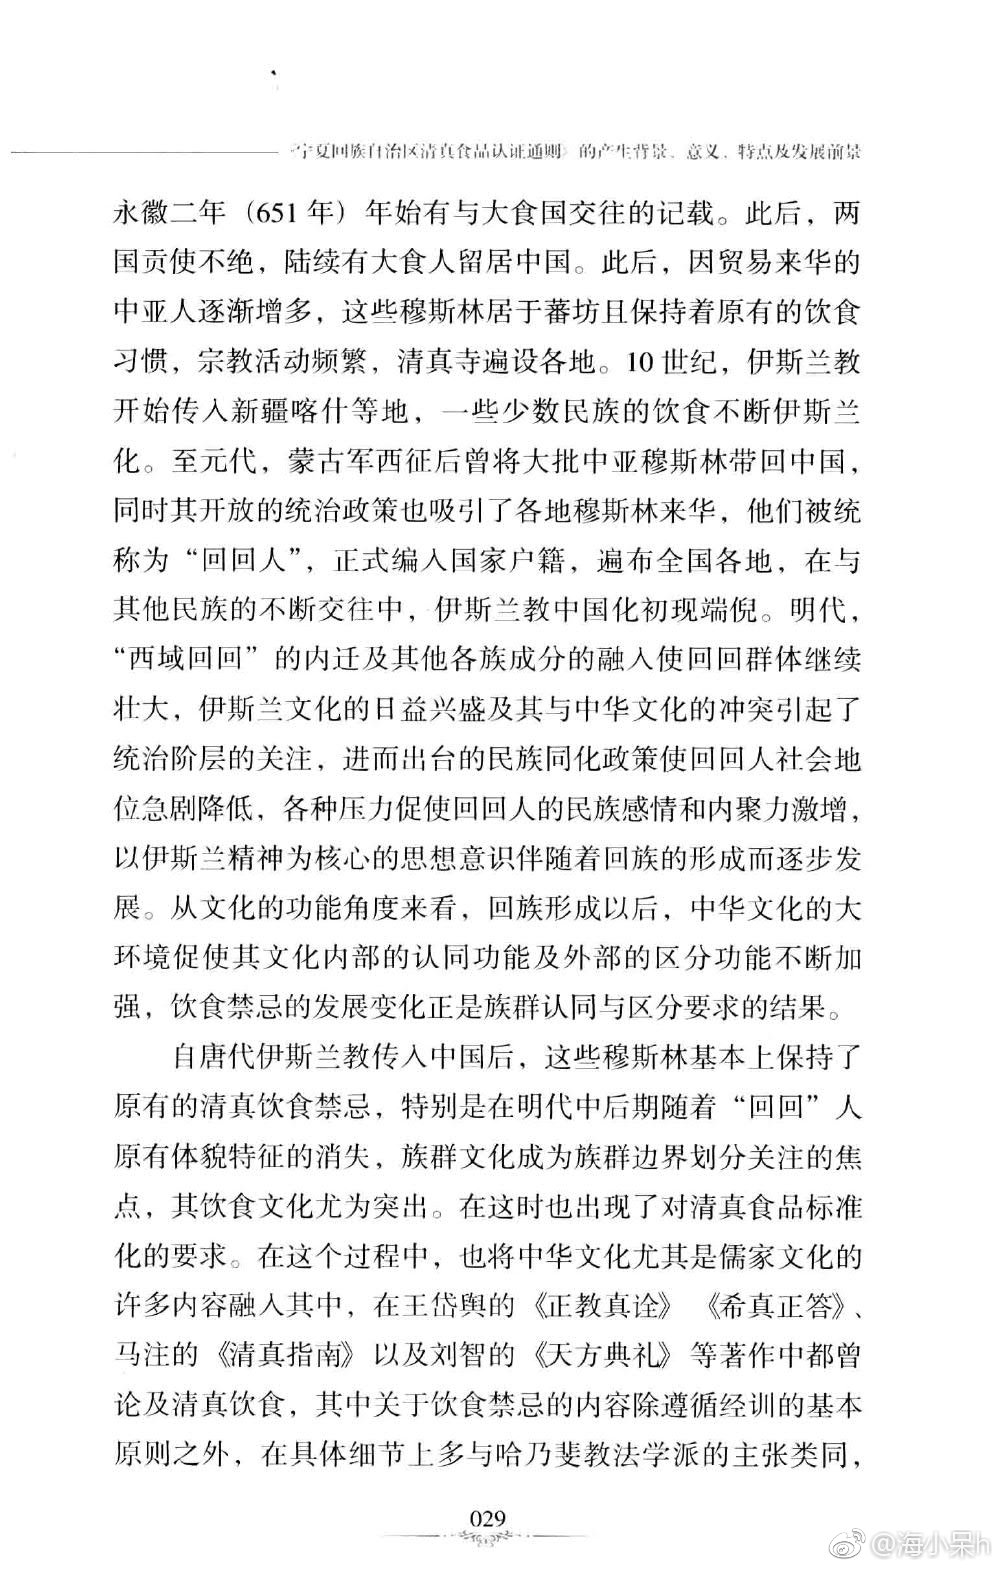 《宁夏回族自治区清真食品认证通则》的产生背景、意义、特点及发展前景
永徽二年（651 年）年始有与大食国交往的记载。此后，两
国贡使不绝，陆续有大食人留居中国。此后，因贸易来华的
中亚人逐渐增多，这些穆斯林居于蕃坊且保持着原有的饮食
习惯，宗教活动频繁，清真寺遍设各地。10 世纪，伊斯兰教
开始传入新疆喀什等地，一些少数民族的饮食不断伊斯兰
化。至元代，蒙古军西征后曾将大批中亚穆斯林带回中国，
同时其开放的统治政策也吸引了各地穆斯林来华，他们被统
称为“回回人”，正式编入国家户籍，遍布全国各地，在与
其他民族的不断交往中，伊斯兰教中国化初现端倪。明代，
“西域回回”的内迁及其他各族成分的融入使回回群体继续
壮大，伊斯兰文化的日益兴盛及其与中华文化的冲突引起了
统治阶层的关注，进而出台的民族同化政策使回回人社会地
位急剧降低，各种压力促使回回人的民族感情和内聚力激增，
以伊斯兰精神为核心的思想意识伴随着回族的形成而逐步发
展。从文化的功能角度来看，回族形成以后，中华文化的大
环境促使其文化内部的认同功能及外部的区分功能不断加
强，饮食禁忌的发展变化正是族群认同与区分要求的结果。
自唐代伊斯兰教传入中国后，这些穆斯林基本上保持了
原有的清真饮食禁忌，特别是在明代中后期随着“回回”人
原有体貌特征的消失，族群文化成为族群边界划分关注的焦
点，其饮食文化尤为突出。在这时也出现了对清真食品标准
化的要求。在这个过程中，也将中华文化尤其是儒家文化的
许多内容融入其中，在王岱舆的《正教真诠》《希真正答》、
马注的《清真指南》以及刘智的《天方典礼》等著作中都曾
论及清真饮食，其中关于饮食禁忌的内容除遵循经训的基本
原则之外，在具体细节上多与哈乃斐教法学派的主张类同，
029
@海小呆h